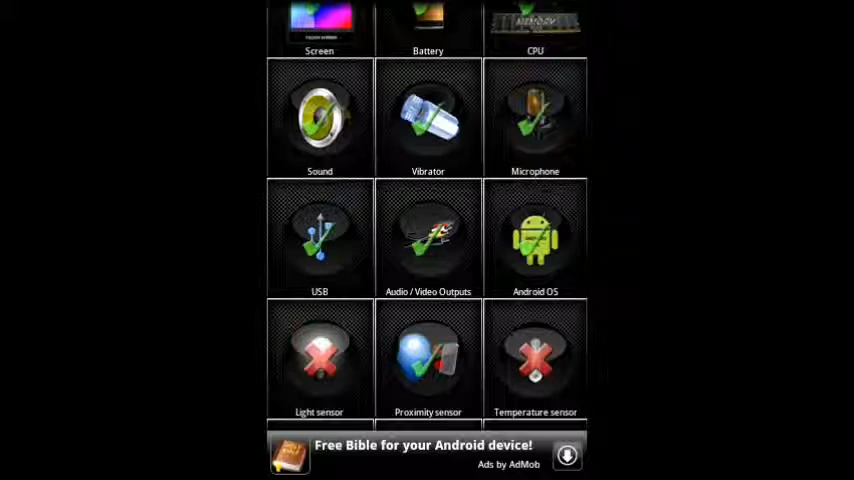 MEMORY
Screen
Battery
CPU
Sound
Vibrator
Microphone
USB
Audio / Video Outputs
Android OS
Light sensor
Proximity sensor
Temperature sensor
Free Bible for your Android device!
Ads by AdMob